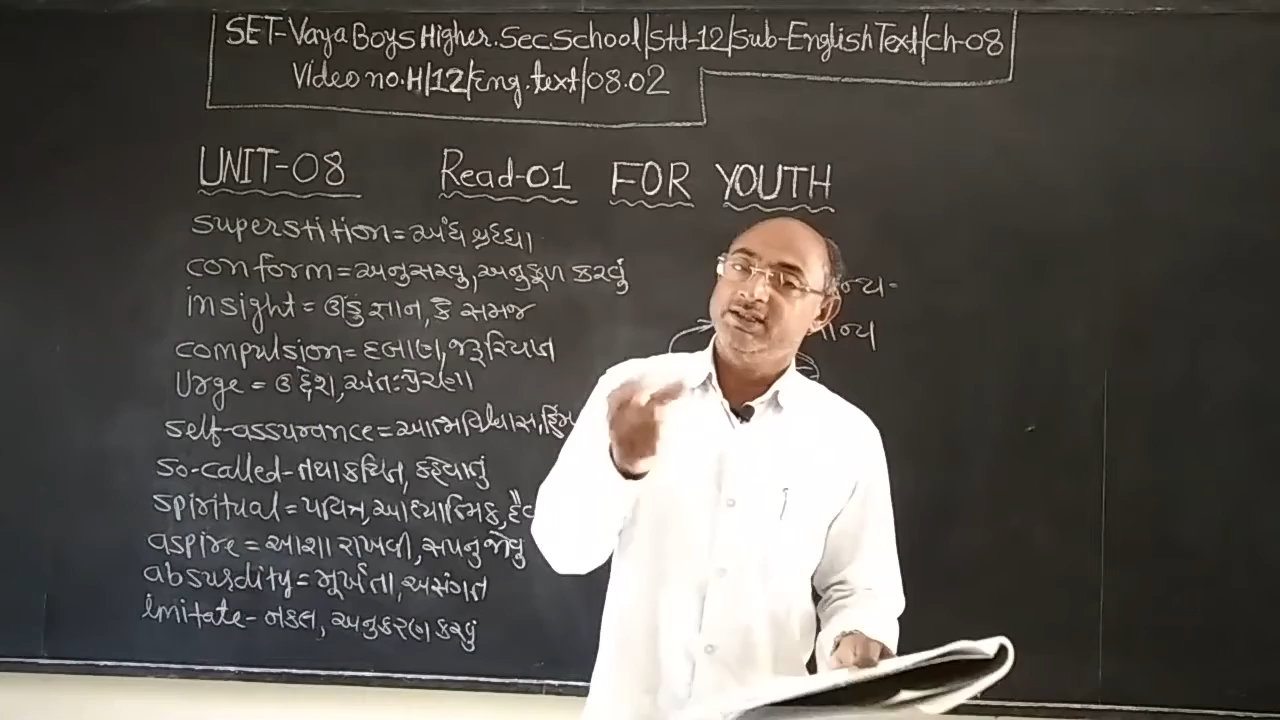 SET-Vaya Boys Higher.Sec.School|Std-12|Sub-English Text|Ch-08
Video no.H|12|Eng.text|08.02
UNIT-08 Read-01 FOR YOUTH
superstition=અંધ શ્રદ્ધા
conform=અનુસરવુ,અનુકૂળ કરવું
insight=ઊંડુ જ્ઞાન, કે સમજ
compulsion=દબાણ,જરૂરિયાત
Urge=ઉદ્દેશ,અંતઃપ્રેરણા
self-assurance=આત્મવિશ્વાસ,
so-called-તથાકથિત, કહેવાનું
spiritual=પવિત્ર,આધ્યાત્મિક,
aspire=આશા રાખવી,સપનુ જોવુ
absurdity=મૂર્ખતા,અસંગત
imitate-નકલ,અનુકરણ કરવું